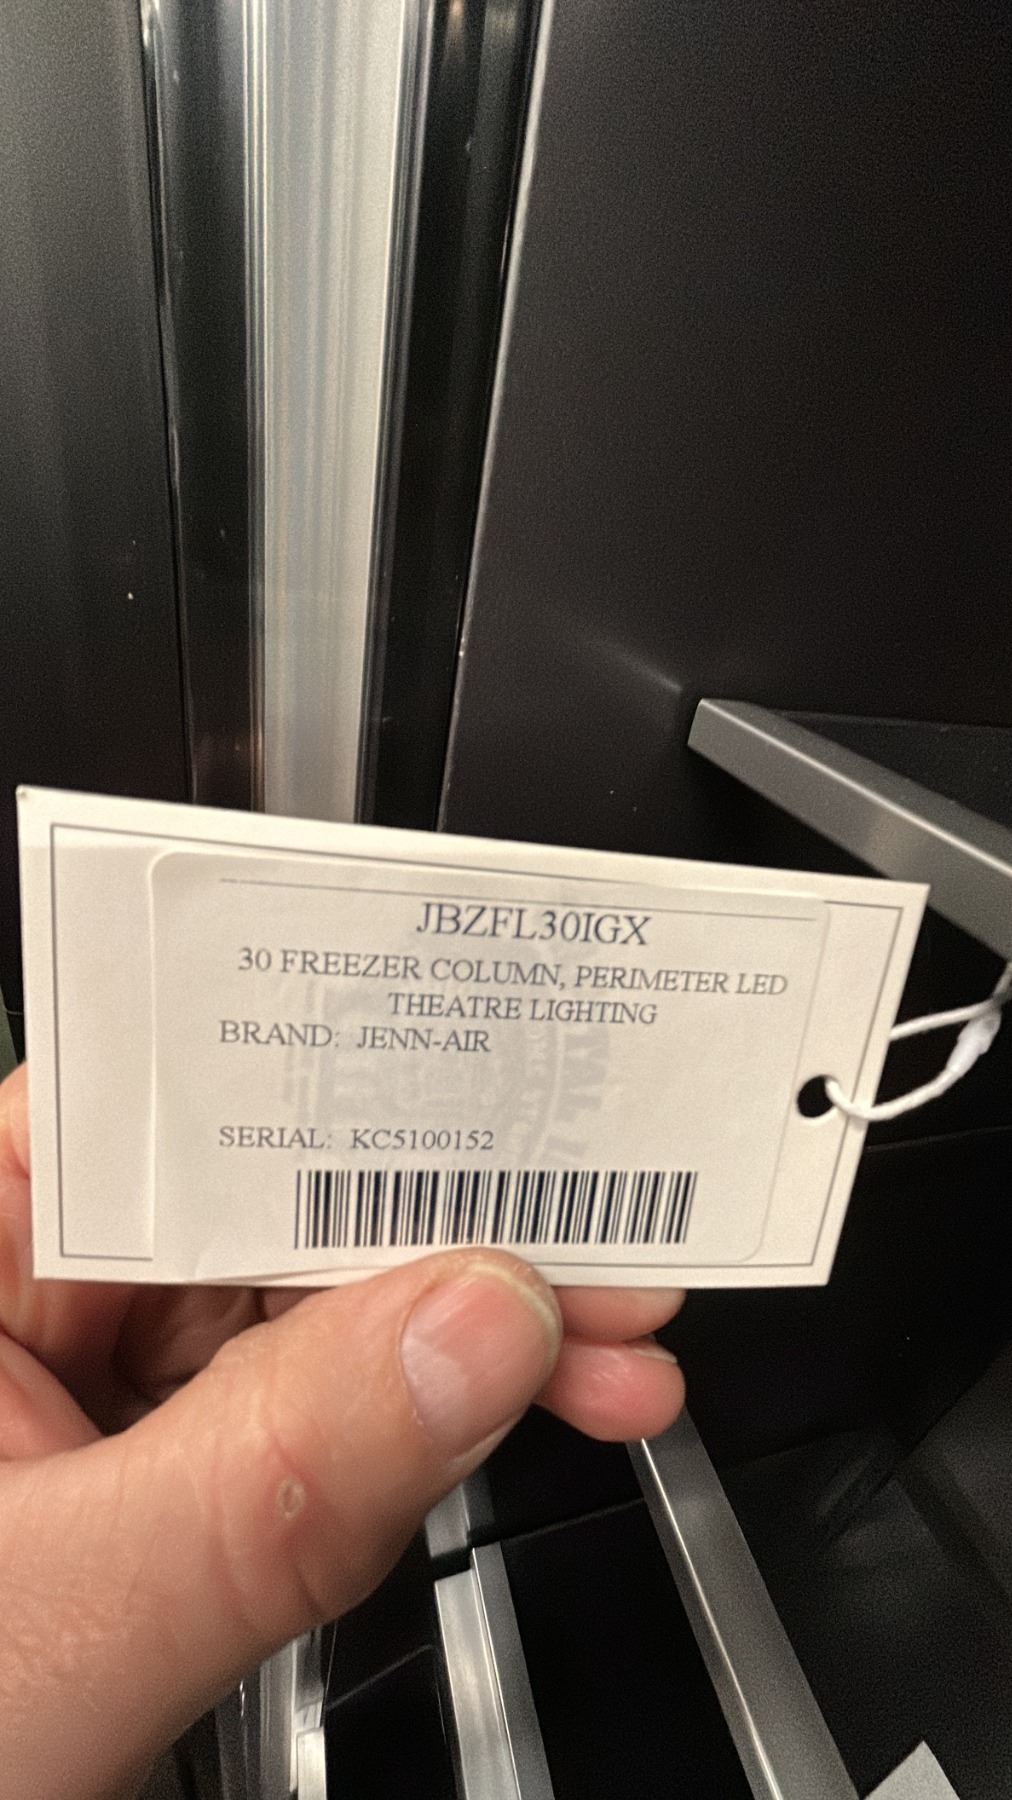 JBZFL30IGX
30 FREEZER COLUMN, PERIMETER LED
THEATRE LIGHTING
BRAND: JENN-AIR
SERIAL: KC5100152